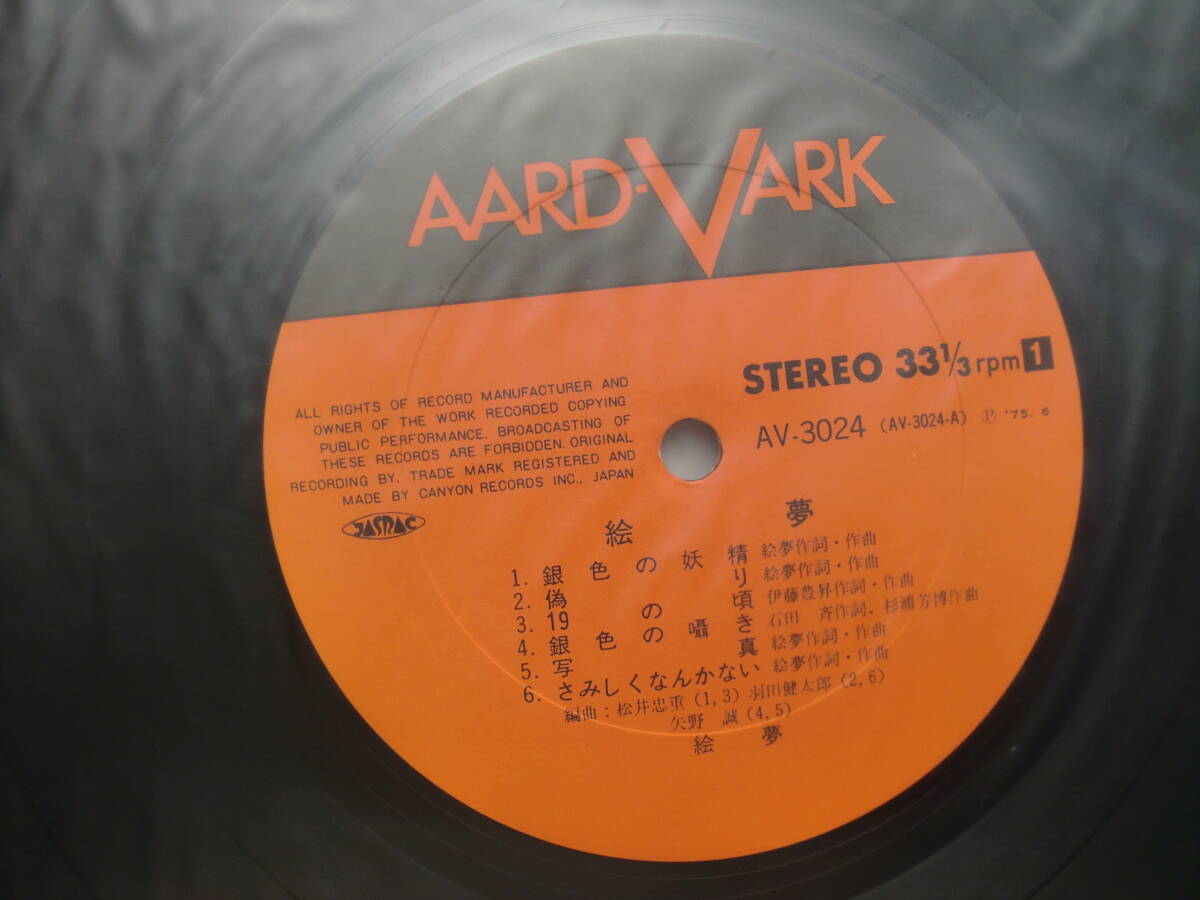 AARD-VARK
STEREO 33 1/3 rpm 1
AV-3024 (AV-3024-A) Ⓟ '75. 6
ALL RIGHTS OF RECORD MANUFACTURER AND
OWNER OF THE WORK RECORDED COPYING
PUBLIC PERFORMANCE, BROADCASTING OF
THESE RECORDS ARE FORBIDDEN. ORIGINAL
RECORDING BY, TRADE MARK REGISTERED AND
MADE BY CANYON RECORDS INC., JAPAN
JASRAC
絵 夢
1. 銀色の妖精 絵夢作詞・作曲
2. 偽り 絵夢作詞・作曲
3. 19の頃 伊藤豊昇作詞・作曲
4. 銀色の囁き 石田 斉作詞、杉浦芳博作曲
5. 写真 絵夢作詞・作曲
6. さみしくなんかない 絵夢作詞・作曲
編曲：松井忠重(1,3) 羽田健太郎(2,6)
矢野 誠(4,5)
絵 夢